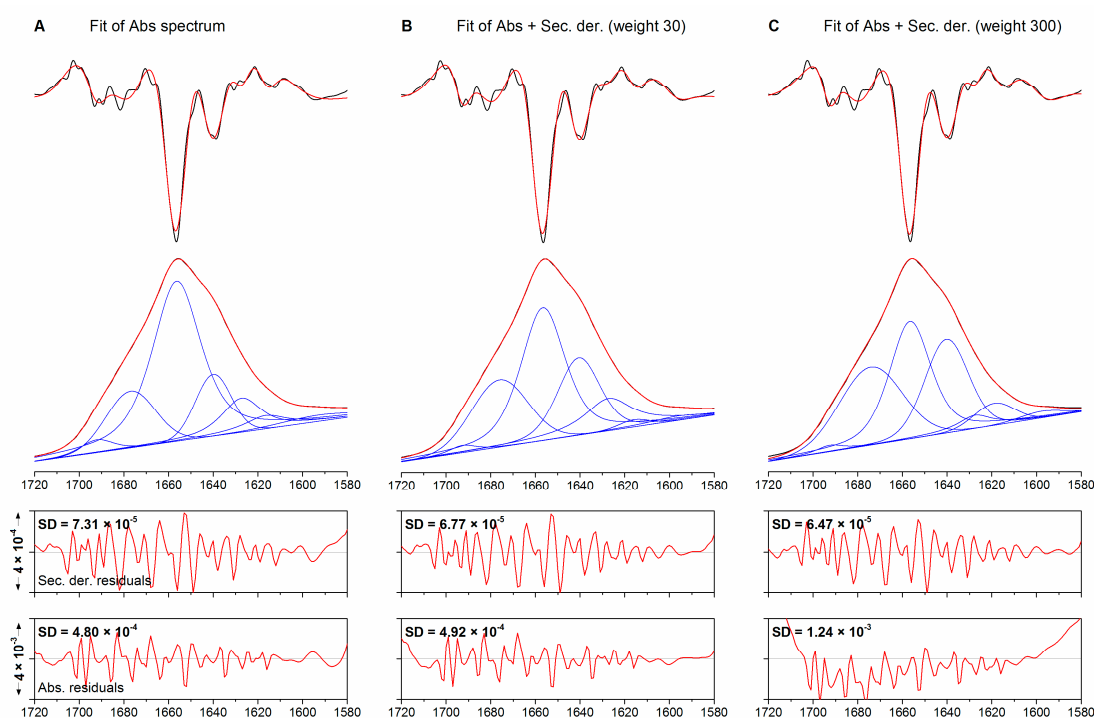 A Fit of Abs spectrum
B Fit of Abs + Sec. der. (weight 30)
C Fit of Abs + Sec. der. (weight 300)
1720 1700 1680 1660 1640 1620 1600 1580
1720 1700 1680 1660 1640 1620 1600 1580
1720 1700 1680 1660 1640 1620 1600 1580
← 4 × 10⁻⁴ →
SD = 7.31 × 10⁻⁵
Sec. der. residuals
SD = 6.77 × 10⁻⁵
SD = 6.47 × 10⁻⁵
← 4 × 10⁻³ →
SD = 4.80 × 10⁻⁴
Abs. residuals
SD = 4.92 × 10⁻⁴
SD = 1.24 × 10⁻³
1720 1700 1680 1660 1640 1620 1600 1580
1720 1700 1680 1660 1640 1620 1600 1580
1720 1700 1680 1660 1640 1620 1600 1580